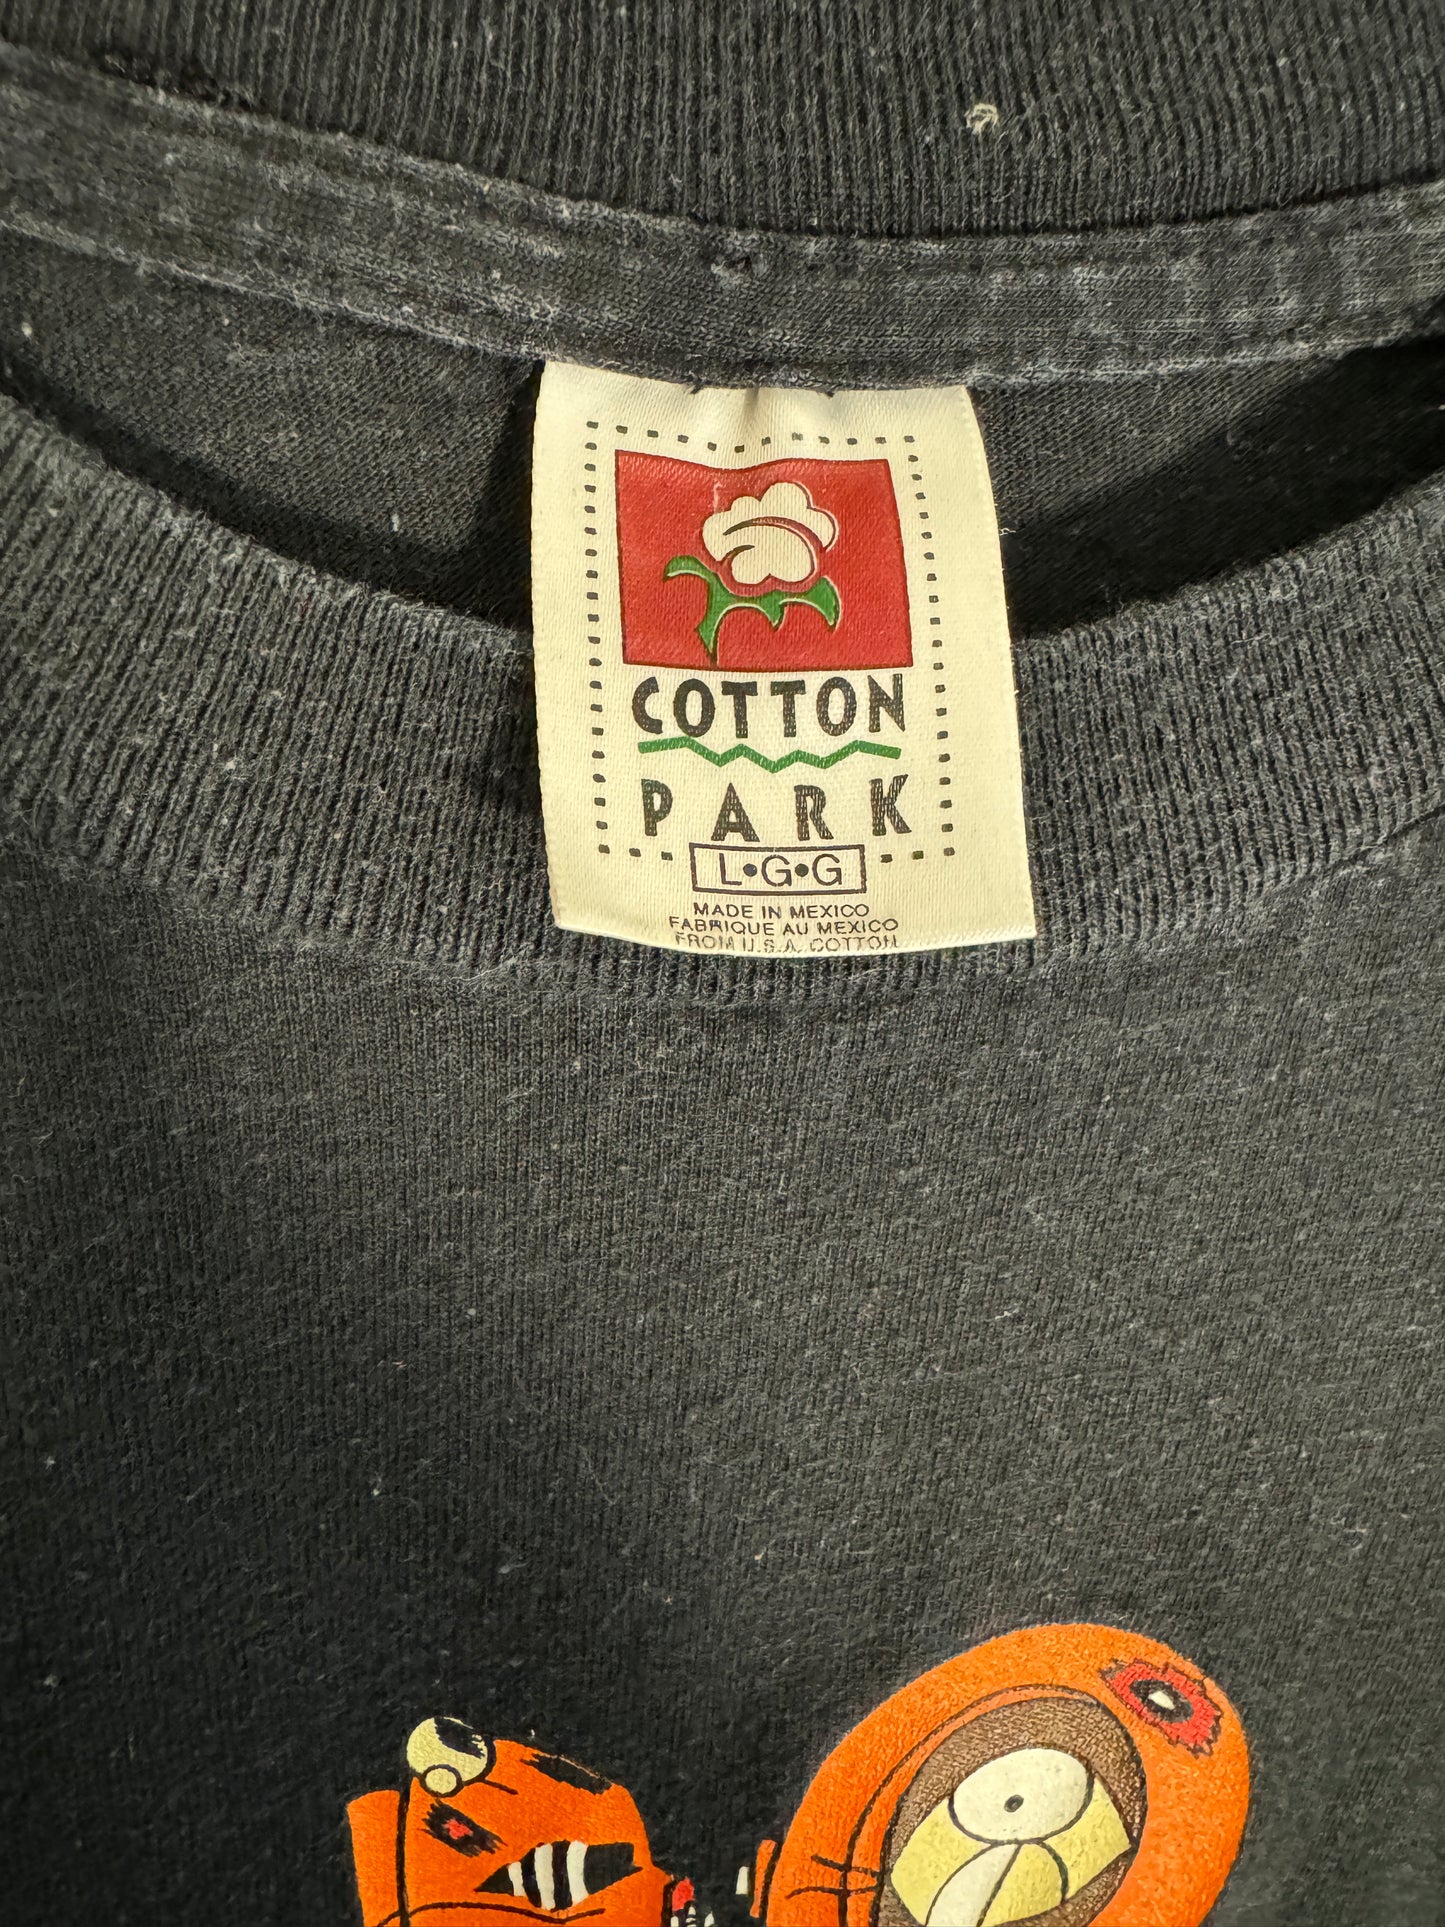 COTTON
PARK
L•G•G
MADE IN MEXICO
FABRIQUE AU MEXICO
FROM U.S.A. COTTON